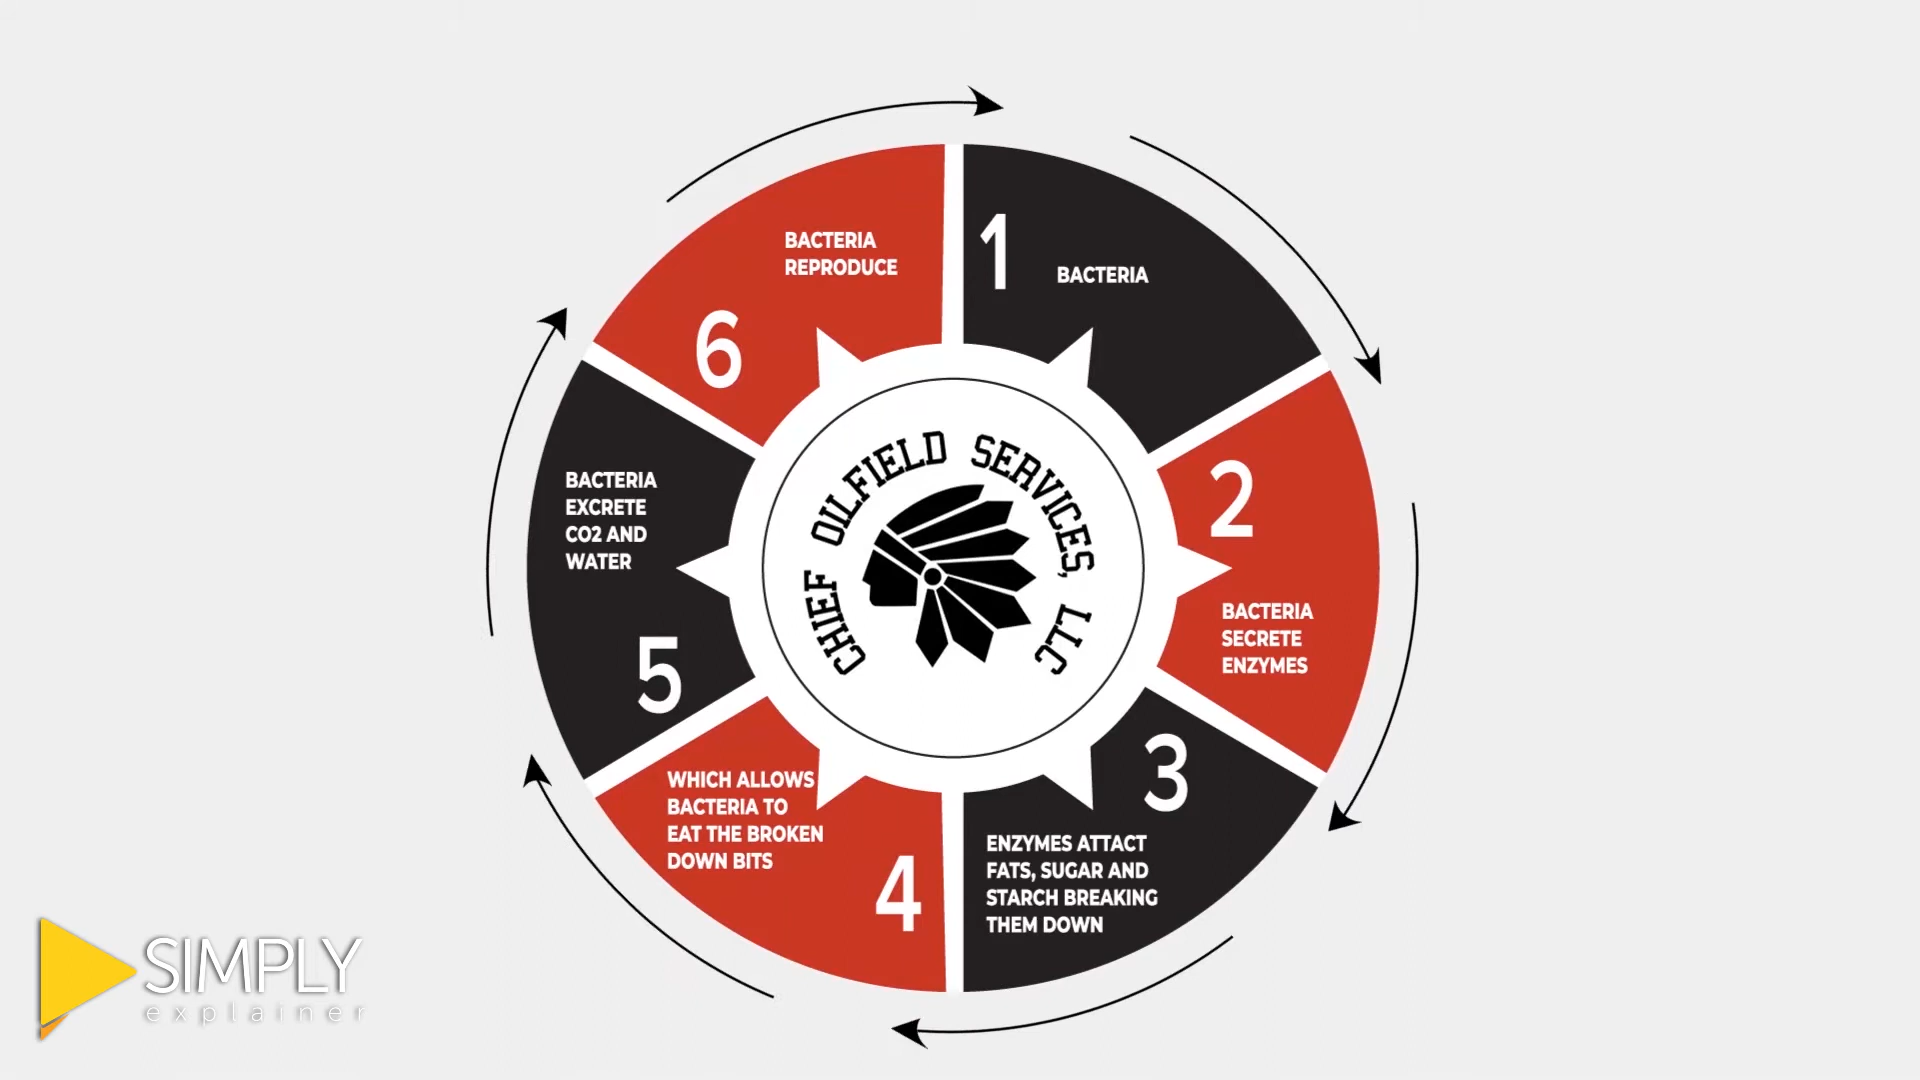 1
BACTERIA
2
BACTERIA
SECRETE
ENZYMES
3
ENZYMES ATTACT
FATS, SUGAR AND
STARCH BREAKING
THEM DOWN
4
WHICH ALLOWS
BACTERIA TO
EAT THE BROKEN
DOWN BITS
5
BACTERIA
EXCRETE
CO2 AND
WATER
6
BACTERIA
REPRODUCE
CHIEF OILFIELD SERVICES, LLC
SIMPLY
explainer